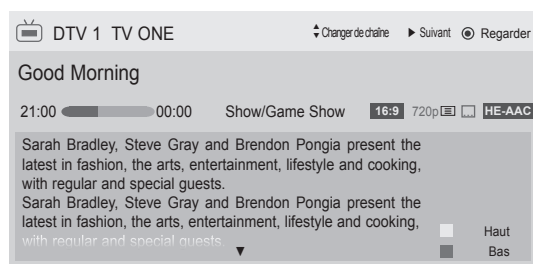 DTV 1 TV ONE Changer de chaîne Suivant Regarder
Good Morning
21:00 00:00 Show/Game Show 16:9 720p HE-AAC
Sarah Bradley, Steve Gray and Brendon Pongia present the
latest in fashion, the arts, entertainment, lifestyle and cooking,
with regular and special guests.
Sarah Bradley, Steve Gray and Brendon Pongia present the
latest in fashion, the arts, entertainment, lifestyle and cooking,
with regular and special guests.
Haut
Bas